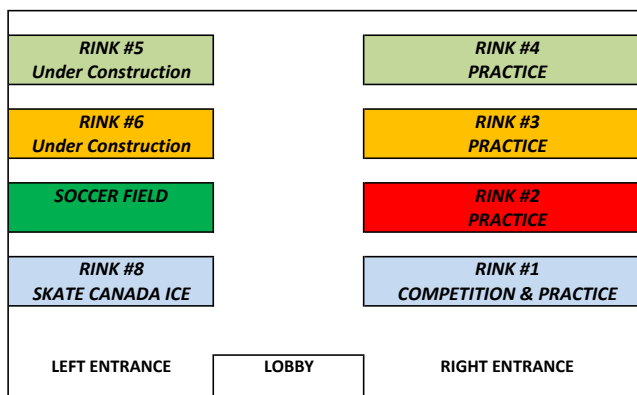 RINK #5
Under Construction
RINK #4
PRACTICE
RINK #6
Under Construction
RINK #3
PRACTICE
SOCCER FIELD
RINK #2
PRACTICE
RINK #8
SKATE CANADA ICE
RINK #1
COMPETITION & PRACTICE
LEFT ENTRANCE
LOBBY
RIGHT ENTRANCE